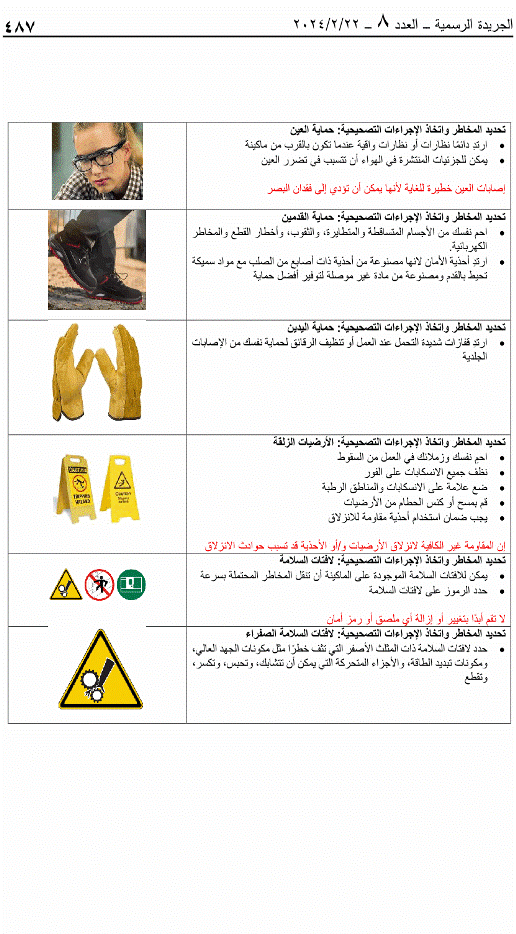 الجريدة الرسمية – العدد ٨ – ٢٠٢٤/٢/٢٢
٤٨٧
تحديد المخاطر واتخاذ الإجراءات التصحيحية: حماية العين
• ارتدِ دائمًا نظارات أو نظارات واقية عندما تكون بالقرب من ماكينة
• يمكن للجزئيات المنتشرة في الهواء أن تتسبب في تضرر العين
إصابات العين خطيرة للغاية لأنها يمكن أن تؤدي إلى فقدان البصر
تحديد المخاطر واتخاذ الإجراءات التصحيحية: حماية القدمين
• احم نفسك من الأجسام المتساقطة والمتطايرة، والثقوب، وأخطار القطع والمخاطر
الكهربائية.
• ارتدِ أحذية الأمان لانها مصنوعة من أحذية ذات أصابع من الصلب مع مواد سميكة
تحيط بالقدم ومصنوعة من مادة غير موصلة لتوفير أفضل حماية
تحديد المخاطر واتخاذ الإجراءات التصحيحية: حماية اليدين
• ارتدِ قفازات شديدة التحمل عند العمل أو تنظيف الرقائق لحماية نفسك من الإصابات
الجلدية
تحديد المخاطر واتخاذ الإجراءات التصحيحية: الأرضيات الزلقة
• احمِ نفسك وزملائك في العمل من السقوط
• نظف جميع الانسكابات على الفور
• ضع علامة على الانسكابات والمناطق الرطبة
• قم بمسح أو كنس الحطام من الأرضيات
• يجب ضمان استخدام أحذية مقاومة للانزلاق
إن المقاومة غير الكافية لانزلاق الأرضيات و/أو الأحذية قد تسبب حوادث الانزلاق
تحديد المخاطر واتخاذ الإجراءات التصحيحية: لافتات السلامة
• يمكن للافتات السلامة الموجودة على الماكينة أن تنقل المخاطر المحتملة بسرعة
• حدد الرموز على لافتات السلامة
لا تقم أبدًا بتغيير أو إزالة أي ملصق أو رمز أمان
تحديد المخاطر واتخاذ الإجراءات التصحيحية: لافتات السلامة الصفراء
• حدد لافتات السلامة ذات المثلث الأصفر التي تثف خطرًا مثل مكونات الجهد العالي،
ومكونات تبديد الطاقة، والأجزاء المتحركة التي يمكن أن تتشابك، وتحبس، وتكسر،
وتقطع